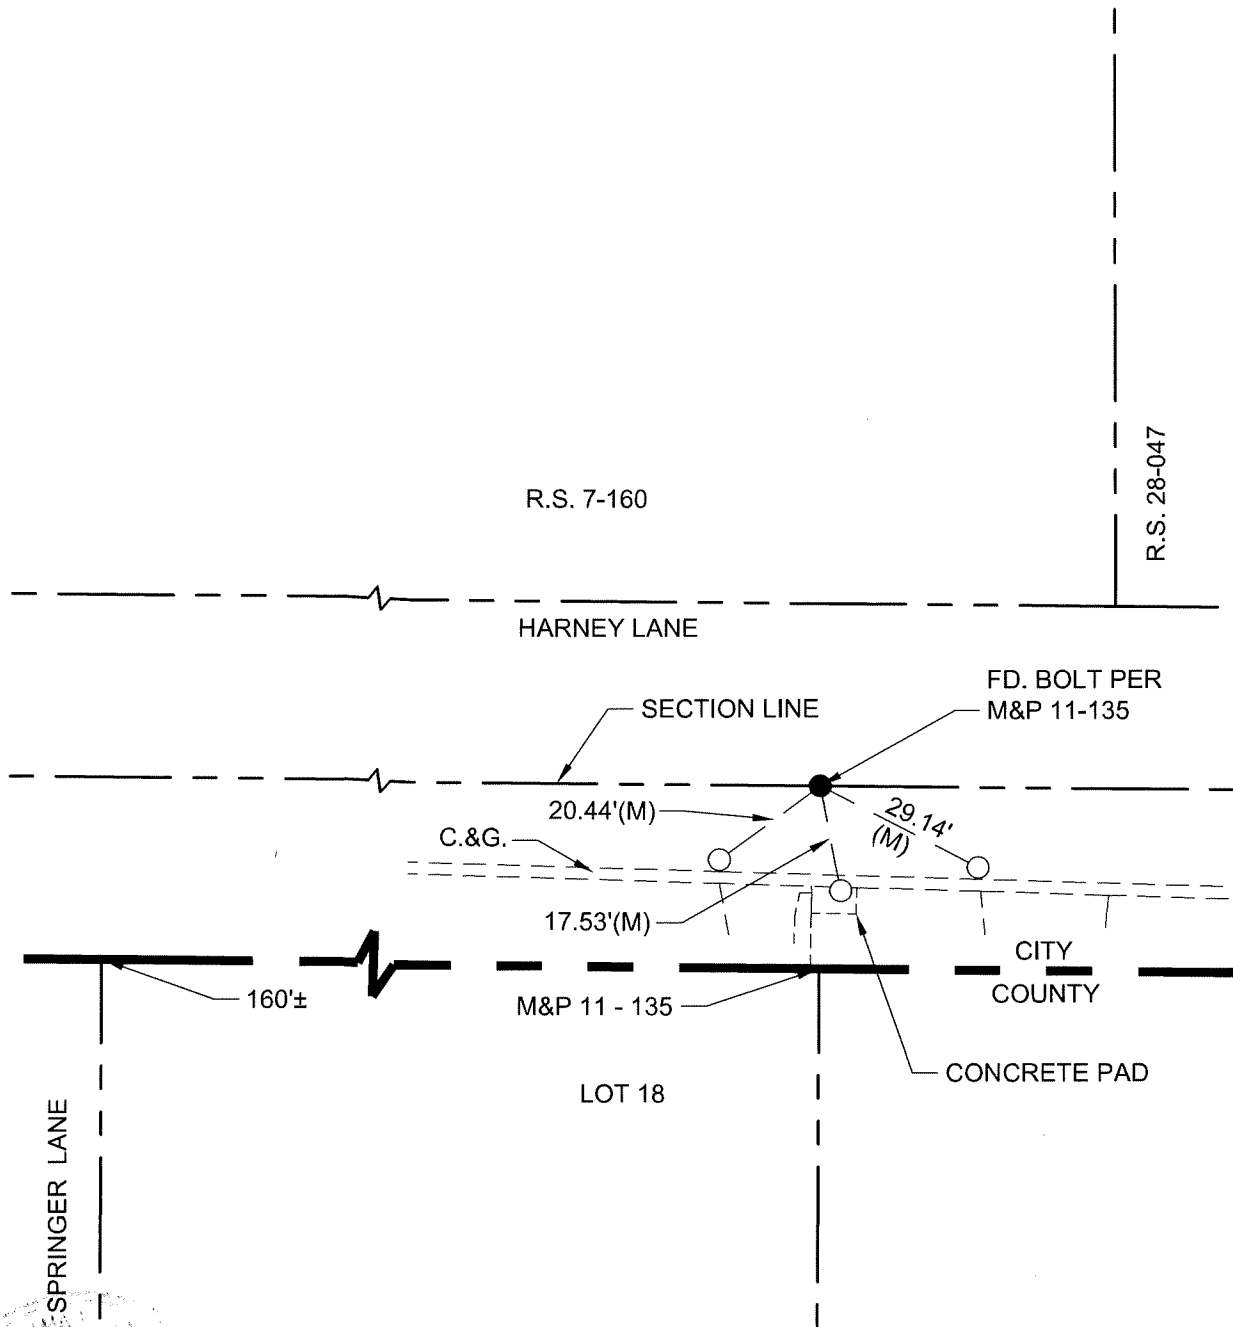 R.S. 28-047
R.S. 7-160
HARNEY LANE
FD. BOLT PER
M&P 11-135
SECTION LINE
20.44'(M)
29.14'
(M)
C.&G.
17.53'(M)
CITY
COUNTY
160'±
M&P 11 - 135
CONCRETE PAD
LOT 18
SPRINGER LANE